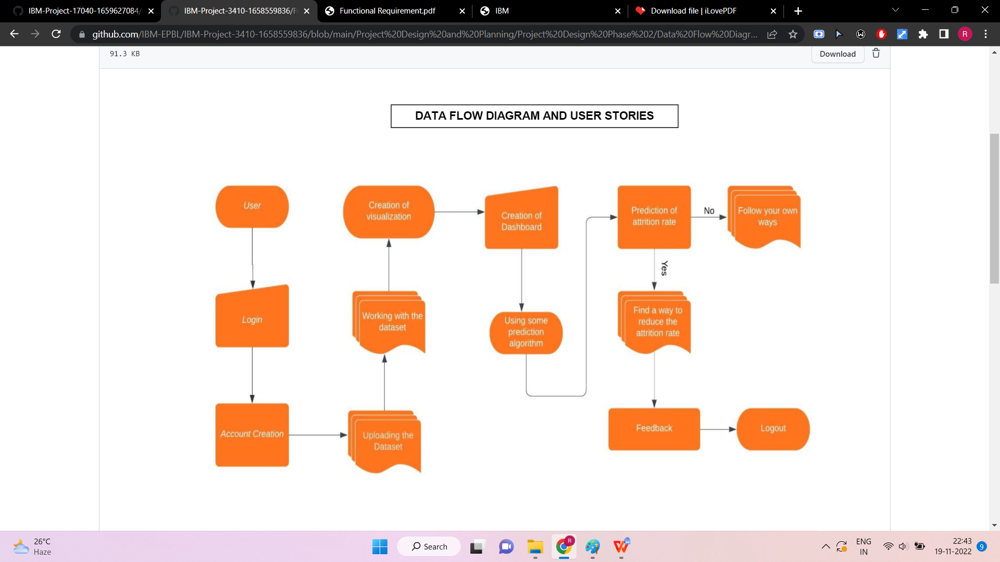 IBM-Project-17040-1659627084/
IBM-Project-3410-1658559836/F
Functional Requirement.pdf
IBM
Download file | iLovePDF
github.com/IBM-EPBL/IBM-Project-3410-1658559836/blob/main/Project%20Design%20and%20Planning/Project%20Design%20Phase%202/Data%20Flow%20Diagr...
R
91.3 KB
Download
DATA FLOW DIAGRAM AND USER STORIES
User
Login
Account Creation
Uploading the
Dataset
Working with the
dataset
Creation of
visualization
Creation of
Dashboard
Using some
prediction
algorithm
Prediction of
attrition rate
No
Follow your own
ways
Yes
Find a way to
reduce the
attrition rate
Feedback
Logout
26°C
Haze
Search
R
ENG
IN
22:43
19-11-2022
9